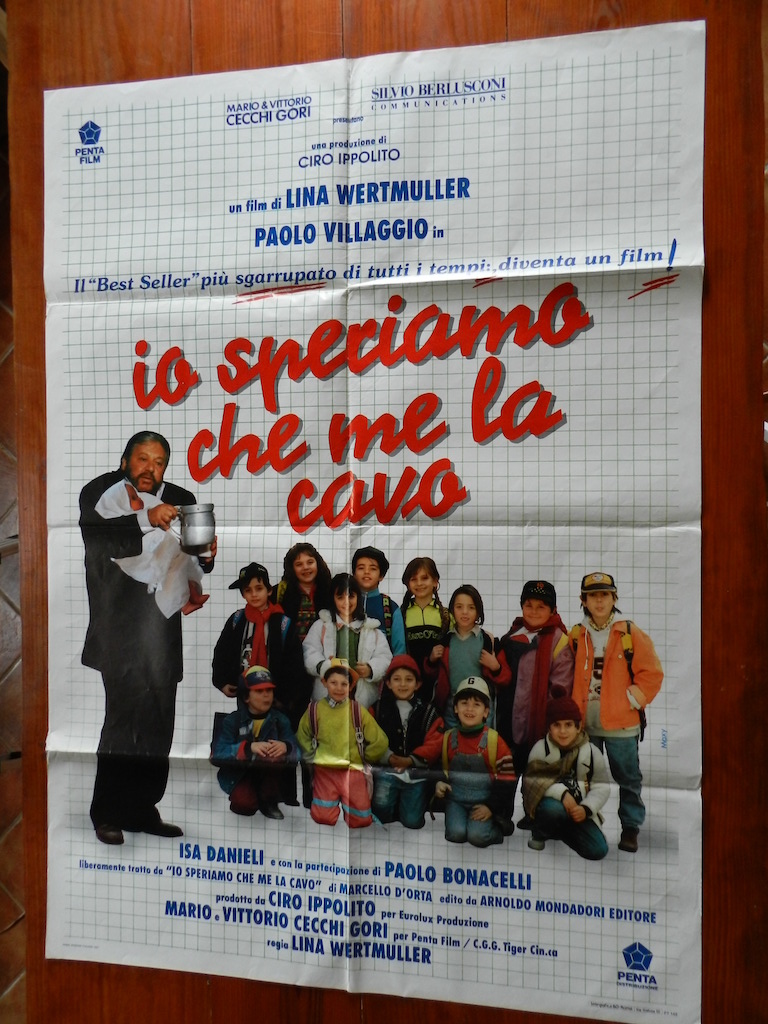 PENTA
FILM
MARIO & VITTORIO
CECCHI GORI
SILVIO BERLUSCONI
COMMUNICATIONS
presentano
una produzione di
CIRO IPPOLITO
un film di LINA WERTMULLER
PAOLO VILLAGGIO in
Il "Best Seller" più sgarrupato di tutti i tempi: diventa un film!
io speriamo
che me la
cavo
G
ISA DANIELI e con la partecipazione di PAOLO BONACELLI
liberamente tratto da "IO SPERIAMO CHE ME LA CAVO" di MARCELLO D'ORTA edito da ARNOLDO MONDADORI EDITORE
prodotto da CIRO IPPOLITO per Eurolux Produzione
MARIO e VITTORIO CECCHI GORI per Penta Film / C.G.G. Tiger Cin.ca
regia LINA WERTMULLER
PENTA
DISTRIBUZIONE